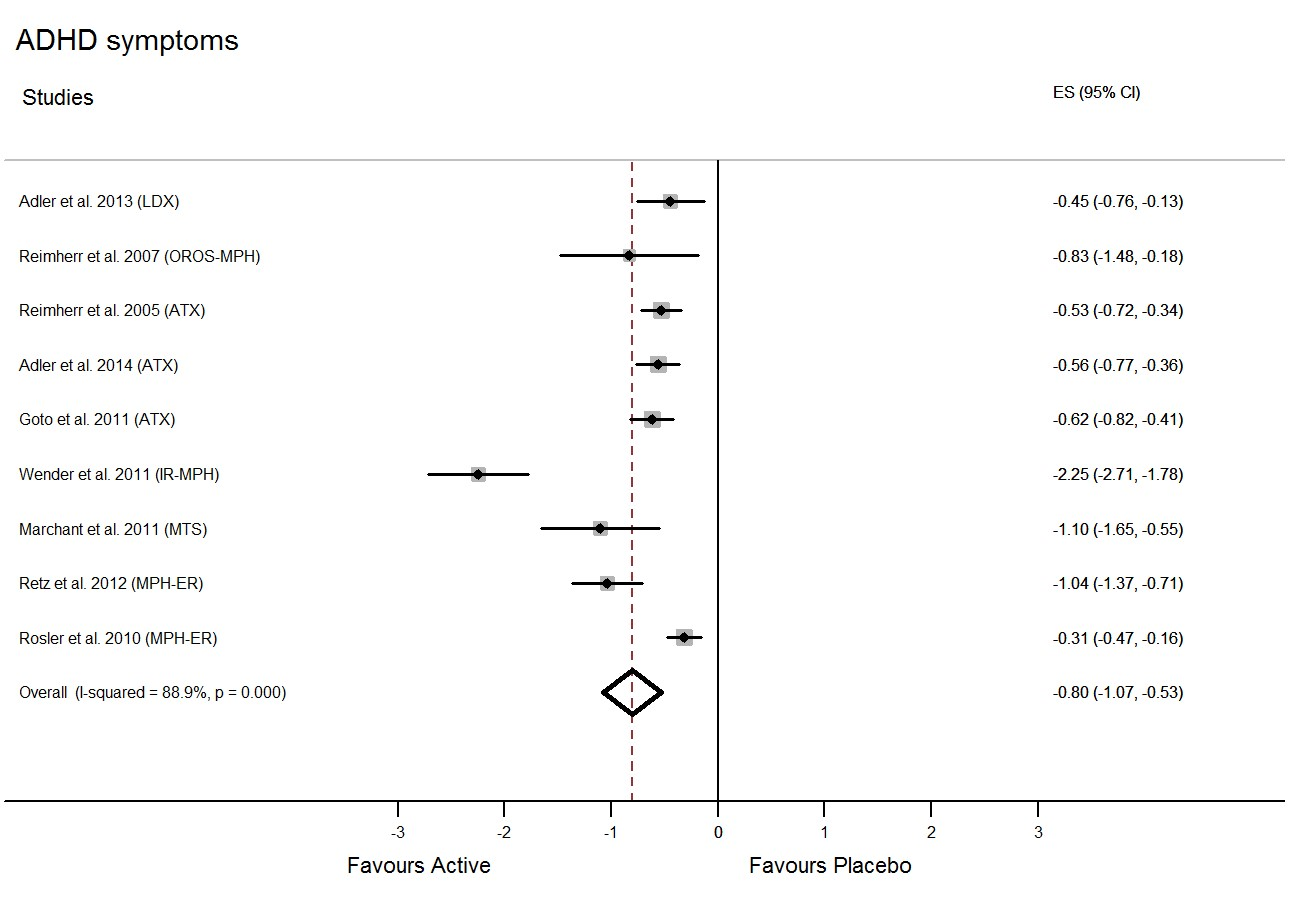 ADHD symptoms
Studies ES (95% CI)
Adler et al. 2013 (LDX) -0.45 (-0.76, -0.13)
Reimherr et al. 2007 (OROS-MPH) -0.83 (-1.48, -0.18)
Reimherr et al. 2005 (ATX) -0.53 (-0.72, -0.34)
Adler et al. 2014 (ATX) -0.56 (-0.77, -0.36)
Goto et al. 2011 (ATX) -0.62 (-0.82, -0.41)
Wender et al. 2011 (IR-MPH) -2.25 (-2.71, -1.78)
Marchant et al. 2011 (MTS) -1.10 (-1.65, -0.55)
Retz et al. 2012 (MPH-ER) -1.04 (-1.37, -0.71)
Rosler et al. 2010 (MPH-ER) -0.31 (-0.47, -0.16)
Overall (I-squared = 88.9%, p = 0.000) -0.80 (-1.07, -0.53)
-3 -2 -1 0 1 2 3
Favours Active Favours Placebo